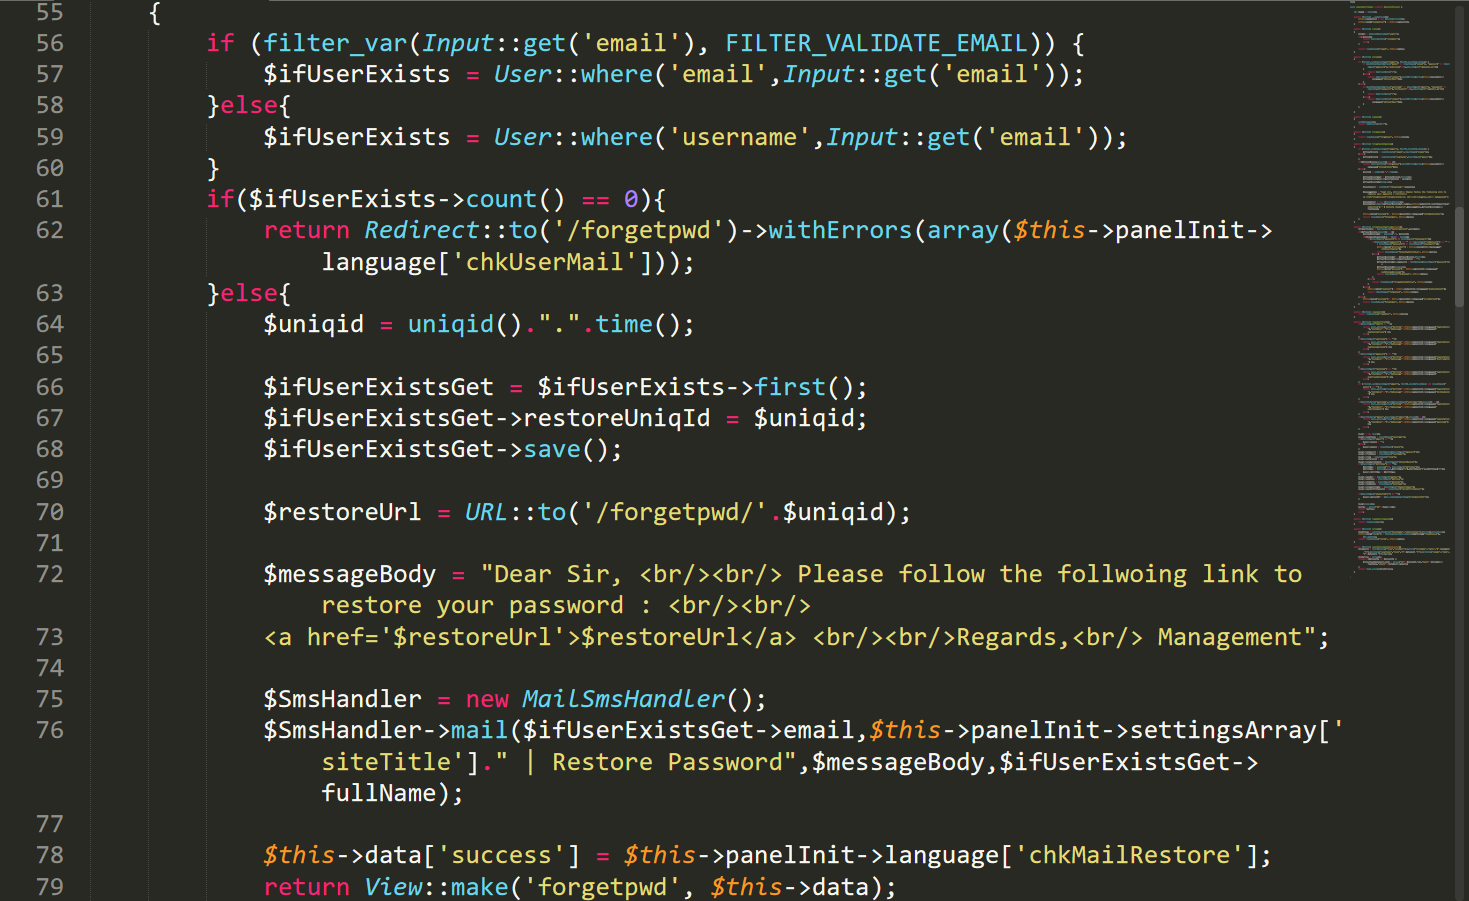 55 {
56 if (filter_var(Input::get('email'), FILTER_VALIDATE_EMAIL)) {
57 $ifUserExists = User::where('email',Input::get('email'));
58 }else{
59 $ifUserExists = User::where('username',Input::get('email'));
60 }
61 if($ifUserExists->count() == 0){
62 return Redirect::to('/forgetpwd')->withErrors(array($this->panelInit->
language['chkUserMail']));
63 }else{
64 $uniqid = uniqid().".".time();
65
66 $ifUserExistsGet = $ifUserExists->first();
67 $ifUserExistsGet->restoreUniqId = $uniqid;
68 $ifUserExistsGet->save();
69
70 $restoreUrl = URL::to('/forgetpwd/'.$uniqid);
71
72 $messageBody = "Dear Sir, <br/><br/> Please follow the follwoing link to
restore your password : <br/><br/>
73 <a href='$restoreUrl'>$restoreUrl</a> <br/><br/>Regards,<br/> Management";
74
75 $SmsHandler = new MailSmsHandler();
76 $SmsHandler->mail($ifUserExistsGet->email,$this->panelInit->settingsArray['
siteTitle']." | Restore Password",$messageBody,$ifUserExistsGet->
fullName);
77
78 $this->data['success'] = $this->panelInit->language['chkMailRestore'];
79 return View::make('forgetpwd', $this->data);